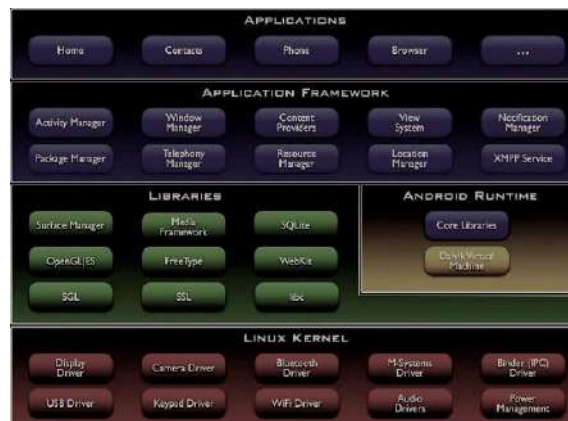 APPLICATIONS
Home
Contacts
Phone
Browser
...
APPLICATION FRAMEWORK
Activity Manager
Window
Manager
Content
Providers
View
System
Notification
Manager
Package Manager
Telephony
Manager
Resource
Manager
Location
Manager
XMPP Service
LIBRARIES
Surface Manager
Media
Framework
SQLite
OpenGL|ES
FreeType
WebKit
SGL
SSL
libc
ANDROID RUNTIME
Core Libraries
Dalvik Virtual
Machine
LINUX KERNEL
Display
Driver
Camera Driver
Bluetooth
Driver
M-Systems
Driver
Binder (IPC)
Driver
USB Driver
Keypad Driver
WiFi Driver
Audio
Drivers
Power
Management